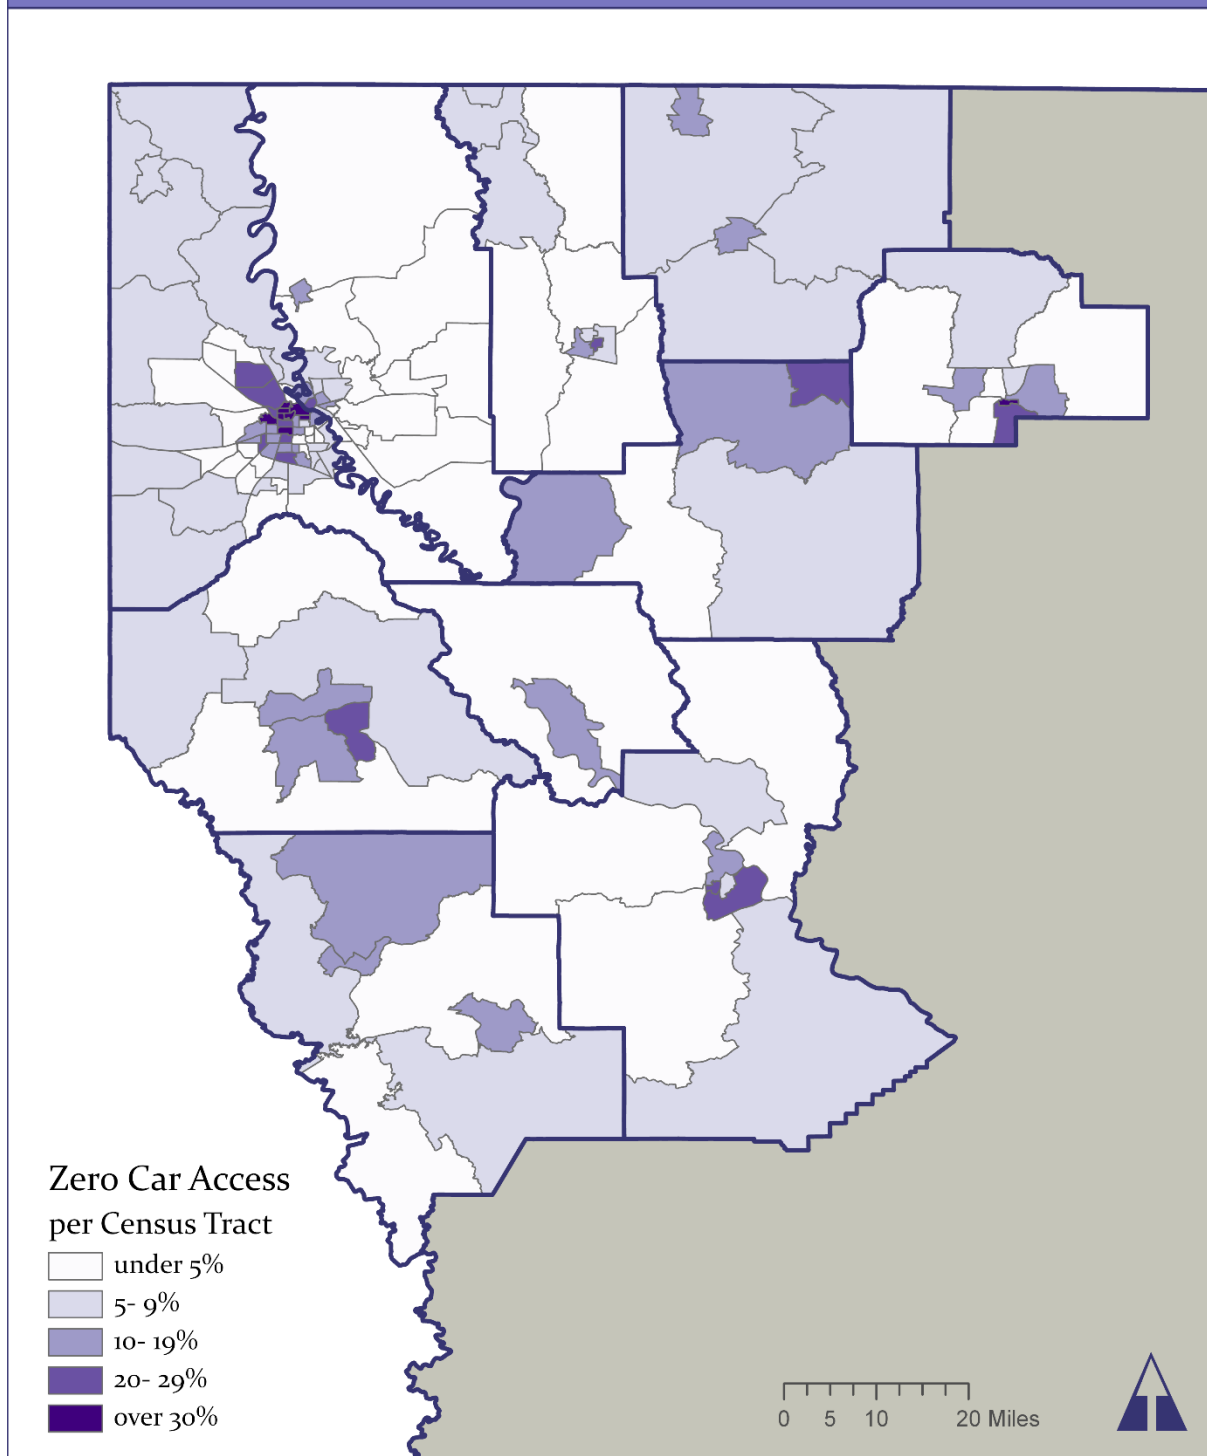 Zero Car Access
per Census Tract
under 5%
5- 9%
10- 19%
20- 29%
over 30%
0 5 10 20 Miles